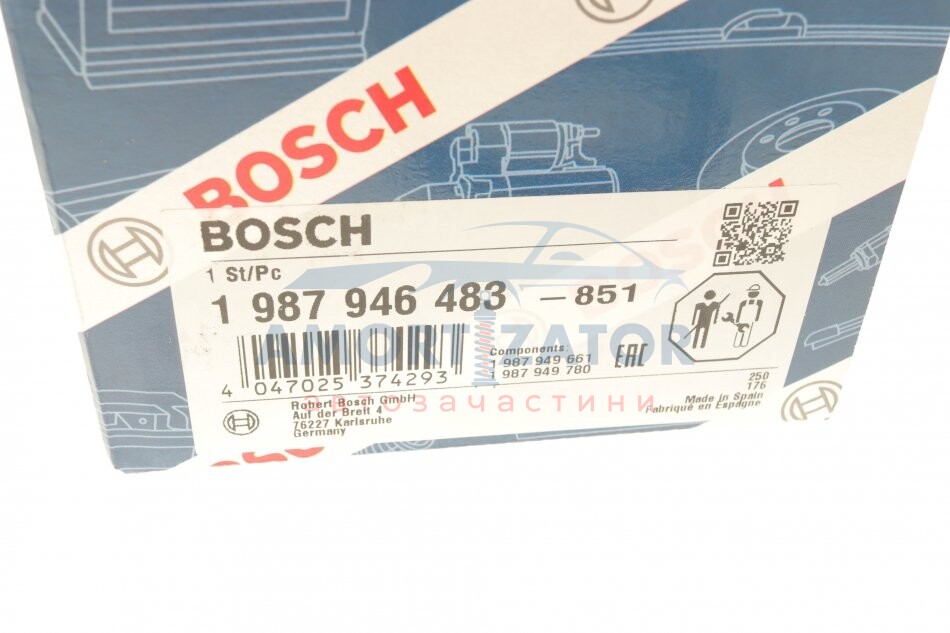 BOSCH
BOSCH
1 St/Pc
1 987 946 483 – 851
AMORTIZATOR
4 047025 374293
Components:
1 987 949 661
1 987 949 780
EAC
автозачастини
Robert Bosch GmbH
Auf der Breit 4
76227 Karlsruhe
Germany
250
176
Made in Spain
Fabriqué en Espagne